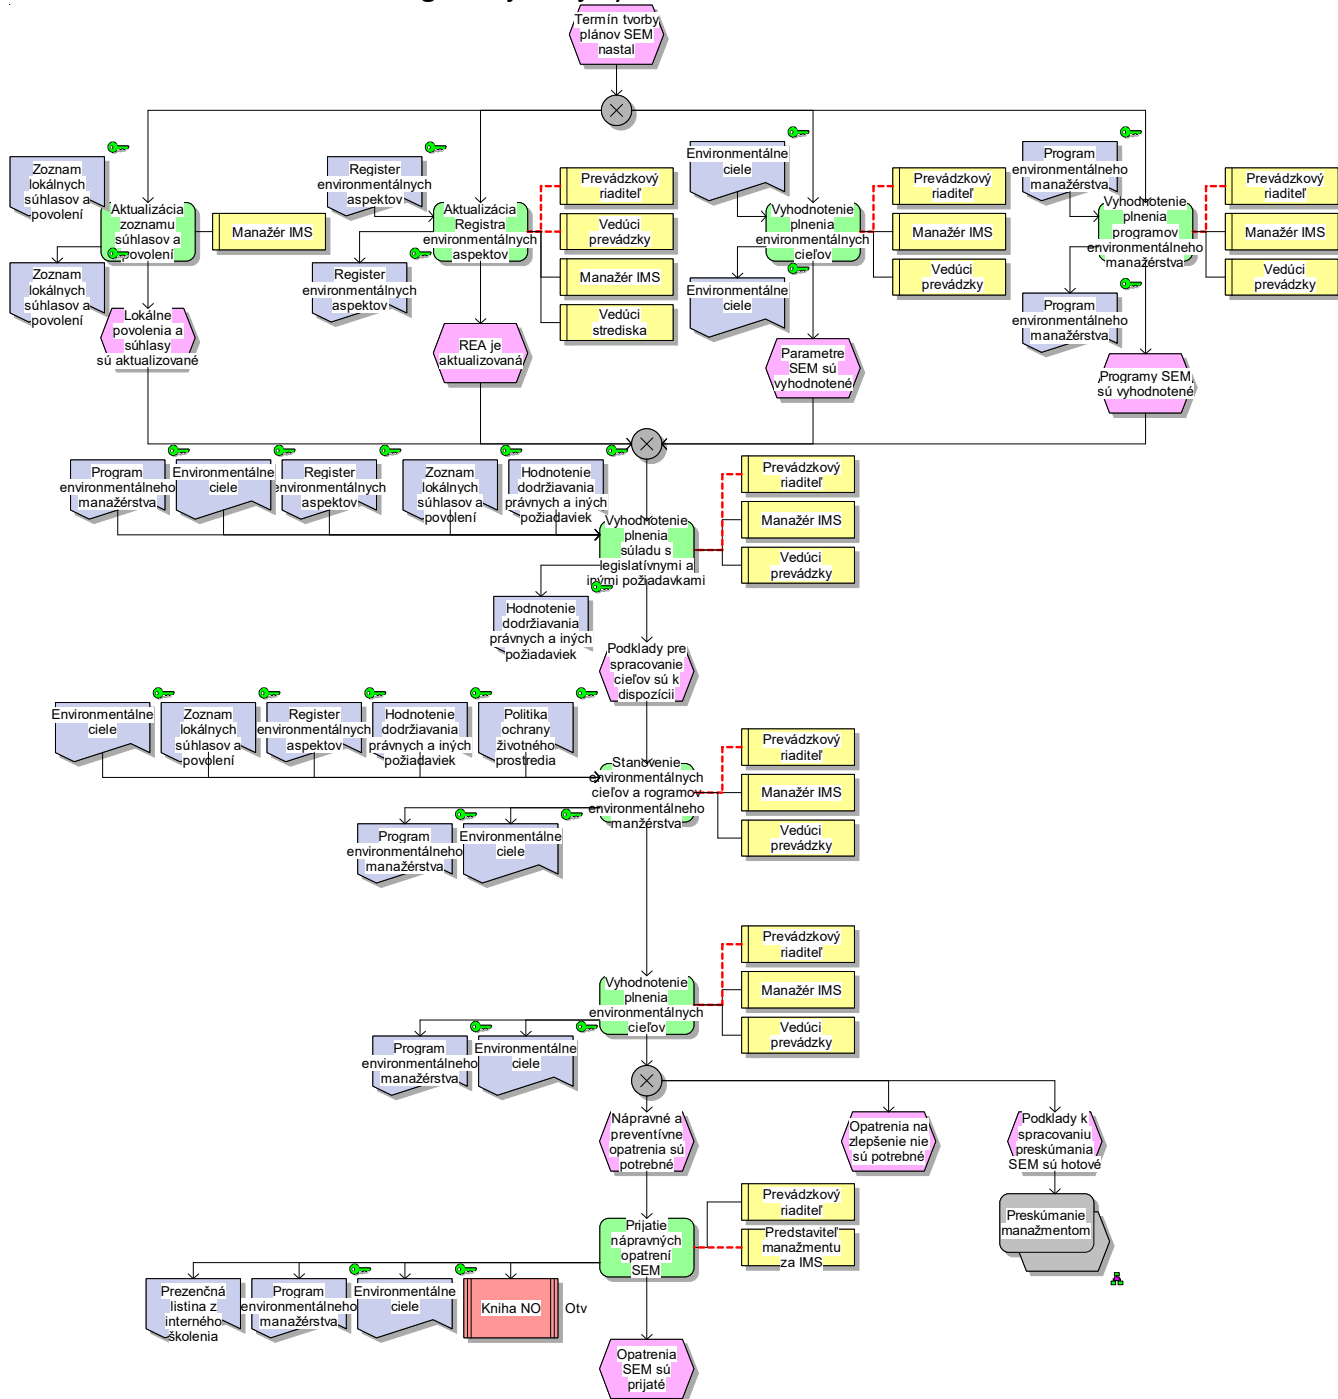 Termín tvorby
plánov SEM
nastal
Zoznam
lokálnych
súhlasov a
povolení
Aktualizácia
zoznamu
súhlasov a
povolení
Manažér IMS
Zoznam
lokálnych
súhlasov a
povolení
Lokálne
povolenia a
súhlasy
sú aktualizované
Register
environmentálnych
aspektov
Aktualizácia
Registra
environmentálnych
aspektov
Register
environmentálnych
aspektov
Prevádzkový
riaditeľ
Vedúci
prevádzky
Manažér IMS
Vedúci
strediska
REA je
aktualizovaná
Environmentálne
ciele
Vyhodnotenie
plnenia
environmentálnych
cieľov
Environmentálne
ciele
Prevádzkový
riaditeľ
Manažér IMS
Vedúci
prevádzky
Parametre
SEM sú
vyhodnotené
Program
environmentálneho
manažérstva
Vyhodnotenie
plnenia
programov
environmentálneho
manažérstva
Program
environmentálneho
manažérstva
Prevádzkový
riaditeľ
Manažér IMS
Vedúci
prevádzky
Programy SEM
sú vyhodnotené
Program
environmentálneho
manažérstva
Environmentálne
ciele
Register
environmentálnych
aspektov
Zoznam
lokálnych
súhlasov a
povolení
Hodnotenie
dodržiavania
právnych a iných
požiadaviek
Vyhodnotenie
plnenia
súladu s
legislatívnymi a
inými požiadavkami
Prevádzkový
riaditeľ
Manažér IMS
Vedúci
prevádzky
Hodnotenie
dodržiavania
právnych a iných
požiadaviek
Podklady pre
spracovanie
cieľov sú k
dispozícii
Environmentálne
ciele
Zoznam
lokálnych
súhlasov a
povolení
Register
environmentálnych
aspektov
Hodnotenie
dodržiavania
právnych a iných
požiadaviek
Politika
ochrany
životného
prostredia
Stanovenie
environmentálnych
cieľov a rogramov
environmentálneho
manžérstva
Prevádzkový
riaditeľ
Manažér IMS
Vedúci
prevádzky
Program
environmentálneho
manažérstva
Environmentálne
ciele
Vyhodnotenie
plnenia
environmentálnych
cieľov
Prevádzkový
riaditeľ
Manažér IMS
Vedúci
prevádzky
Program
environmentálneho
manažérstva
Environmentálne
ciele
Nápravné a
preventívne
opatrenia sú
potrebné
Opatrenia na
zlepšenie nie
sú potrebné
Podklady k
spracovaniu
preskúmania
SEM sú hotové
Preskúmanie
manažmentom
Prijatie
nápravných
opatrení
SEM
Prevádzkový
riaditeľ
Predstaviteľ
manažmentu
za IMS
Prezenčná
listina z
interného
školenia
Program
environmentálneho
manažérstva
Environmentálne
ciele
Kniha NO
Otv
Opatrenia
SEM sú
prijaté